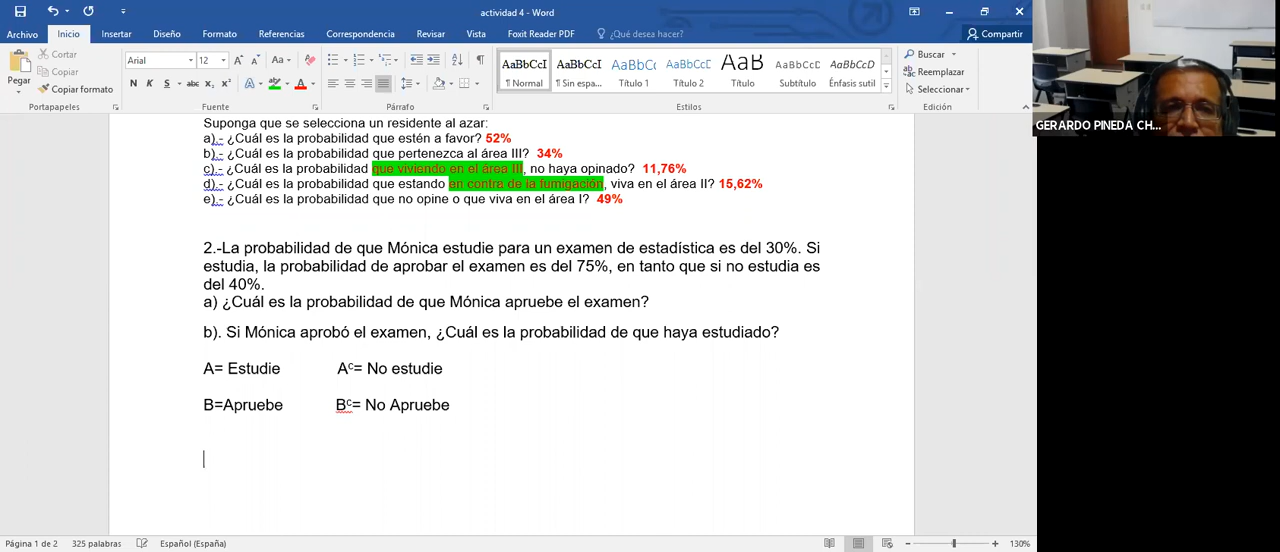 actividad 4 - Word
Archivo Inicio Insertar Diseño Formato Referencias Correspondencia Revisar Vista Foxit Reader PDF ¿Qué desea hacer? Compartir
Pegar
Cortar
Copiar
Copiar formato
Arial 12
N K S abc x₂ x²
AaBbCcI AaBbCcI AaBbCc AaBbCcC AaB AaBbCcC AaBbCcC
¶ Normal ¶ Sin espa... Título 1 Título 2 Título Subtítulo Énfasis sutil
Buscar
Reemplazar
Seleccionar
Portapapeles Fuente Párrafo Estilos Edición
GERARDO PINEDA CH...
Suponga que se selecciona un residente al azar:
a).- ¿Cuál es la probabilidad que estén a favor? 52%
b).- ¿Cuál es la probabilidad que pertenezca al área III? 34%
c).- ¿Cuál es la probabilidad que viviendo en el área III, no haya opinado? 11,76%
d).- ¿Cuál es la probabilidad que estando en contra de la fumigación, viva en el área II? 15,62%
e).- ¿Cuál es la probabilidad que no opine o que viva en el área I? 49%
2.-La probabilidad de que Mónica estudie para un examen de estadística es del 30%. Si
estudia, la probabilidad de aprobar el examen es del 75%, en tanto que si no estudia es
del 40%.
a) ¿Cuál es la probabilidad de que Mónica apruebe el examen?
b). Si Mónica aprobó el examen, ¿Cuál es la probabilidad de que haya estudiado?
A= Estudie Aᶜ= No estudie
B=Apruebe Bᶜ= No Apruebe
Página 1 de 2 325 palabras Español (España) 130%